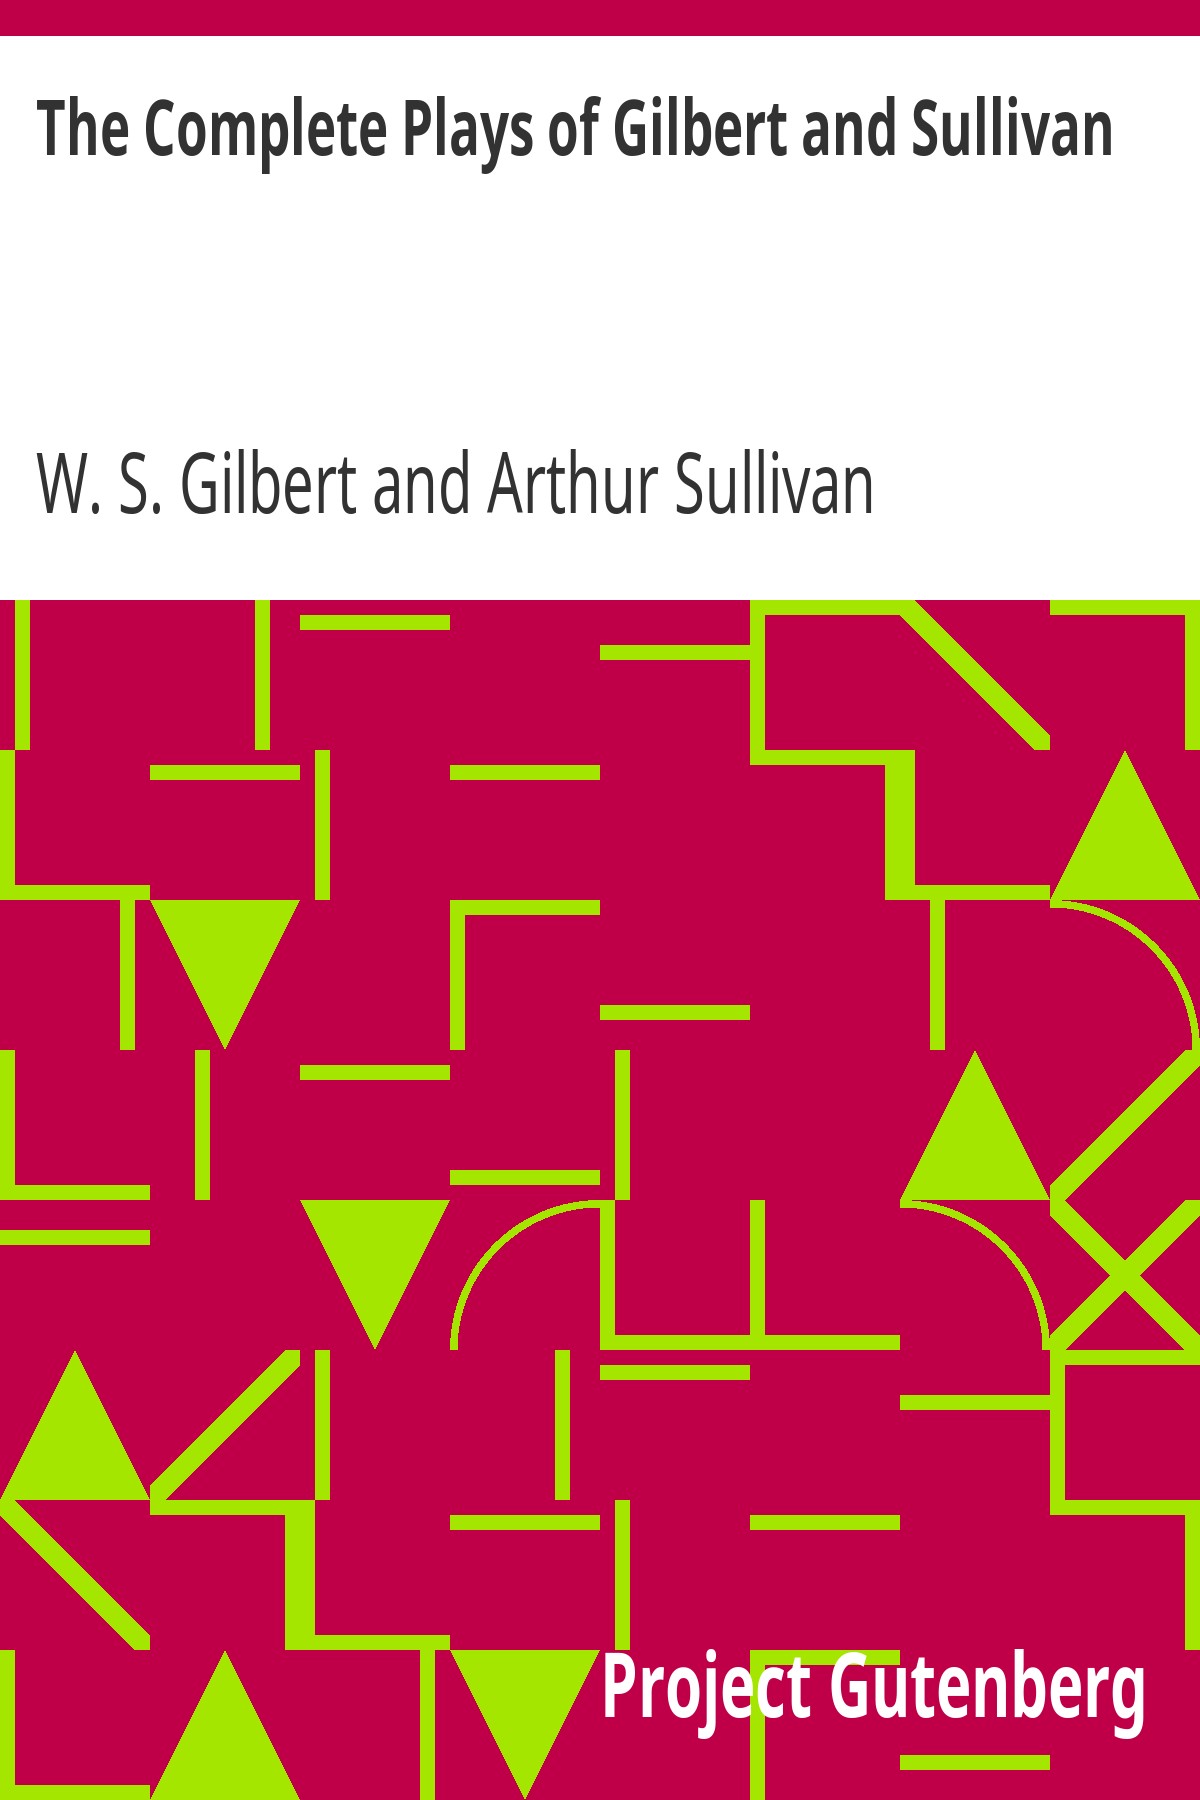 The Complete Plays of Gilbert and Sullivan
W. S. Gilbert and Arthur Sullivan
Project Gutenberg